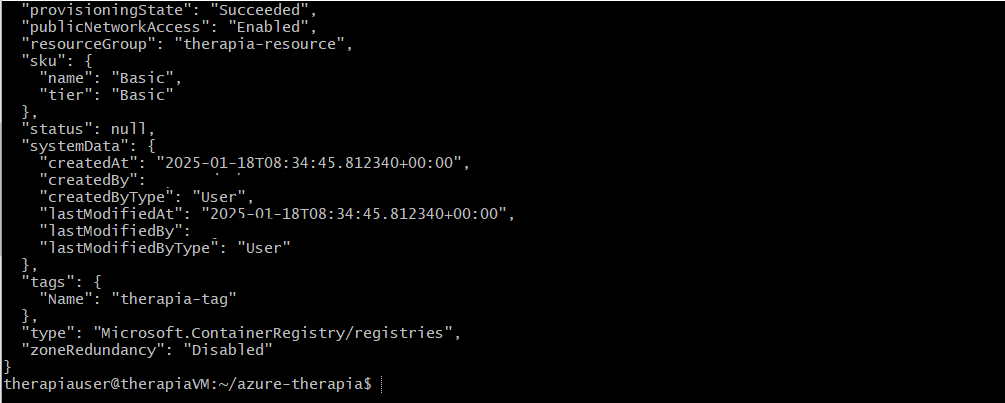 "provisioningState": "Succeeded",
"publicNetworkAccess": "Enabled",
"resourceGroup": "therapia-resource",
"sku": {
"name": "Basic",
"tier": "Basic"
},
"status": null,
"systemData": {
"createdAt": "2025-01-18T08:34:45.812340+00:00",
"createdBy":
"createdByType": "User",
"lastModifiedAt": "2025-01-18T08:34:45.812340+00:00",
"lastModifiedBy":
"lastModifiedByType": "User"
},
"tags": {
"Name": "therapia-tag"
},
"type": "Microsoft.ContainerRegistry/registries",
"zoneRedundancy": "Disabled"
}
therapiauser@therapiaVM:~/azure-therapia$